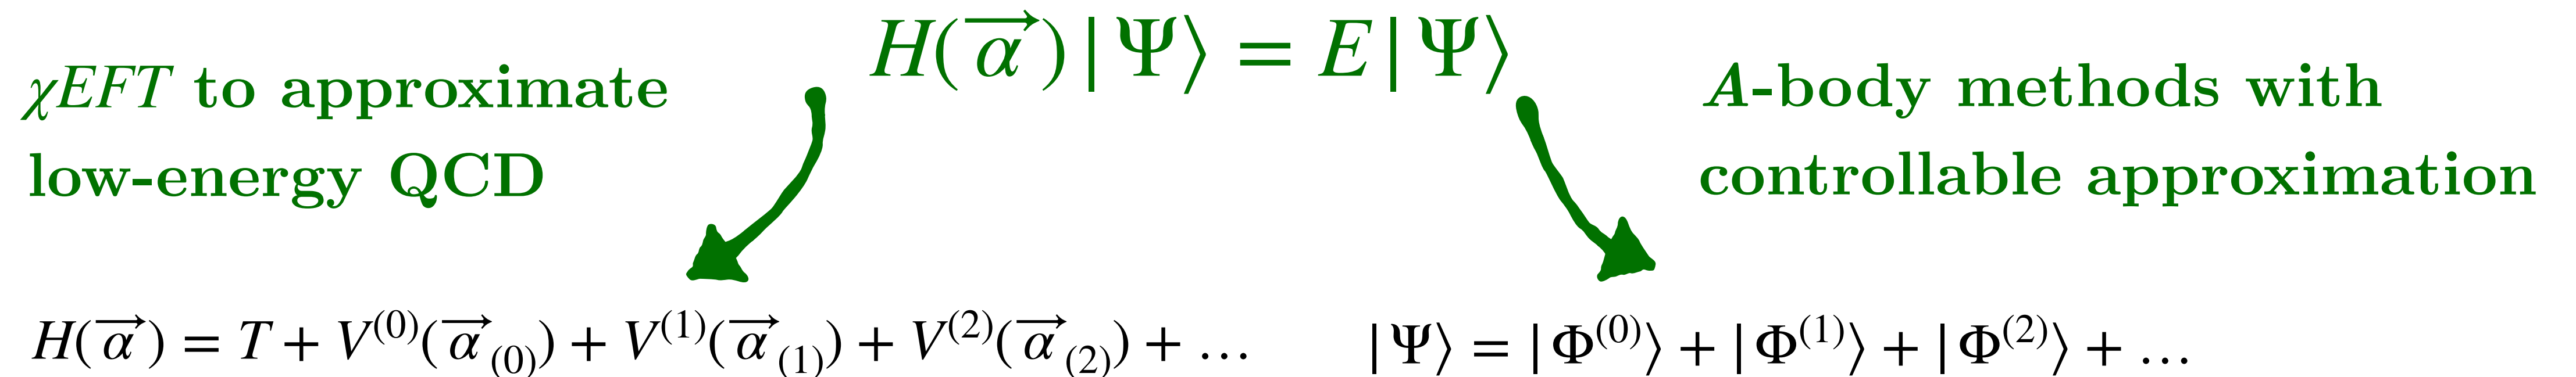 H(α⃗)|Ψ⟩ = E|Ψ⟩
χEFT to approximate
low-energy QCD
A-body methods with
controllable approximation
H(α⃗) = T + V⁽⁰⁾(α⃗₍₀₎) + V⁽¹⁾(α⃗₍₁₎) + V⁽²⁾(α⃗₍₂₎) + …
|Ψ⟩ = |Φ⁽⁰⁾⟩ + |Φ⁽¹⁾⟩ + |Φ⁽²⁾⟩ + …